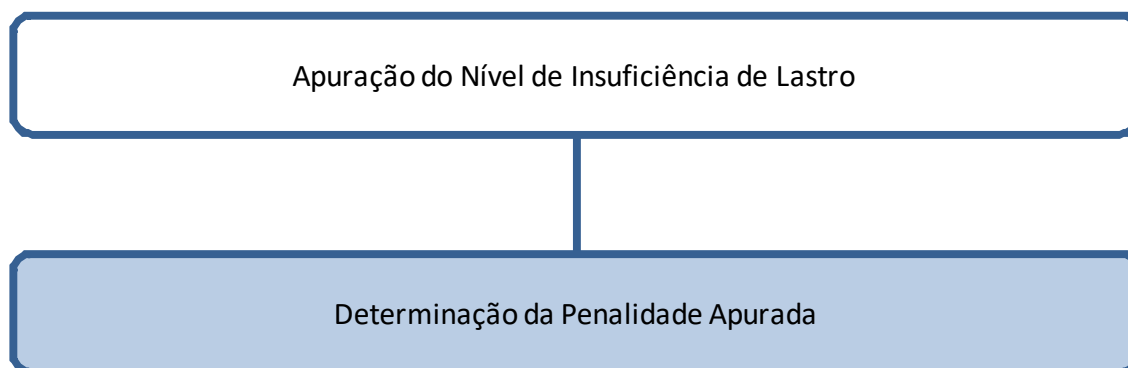 Apuração do Nível de Insuficiência de Lastro
Determinação da Penalidade Apurada